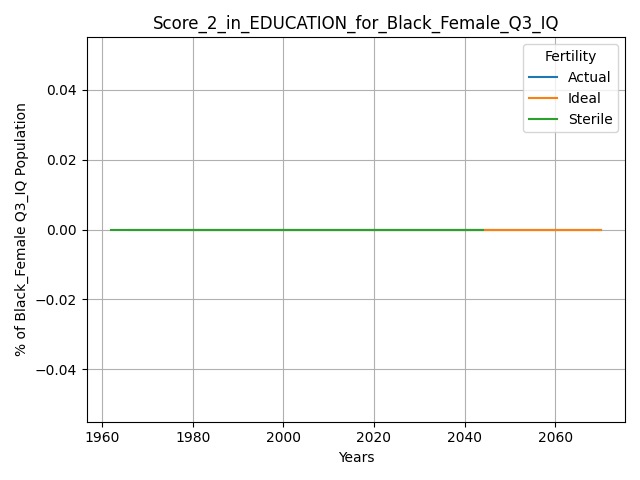 Score_2_in_EDUCATION_for_Black_Female_Q3_IQ
Fertility
Actual
Ideal
Sterile
% of Black_Female Q3_IQ Population
0.04
0.02
0.00
−0.02
−0.04
1960 1980 2000 2020 2040 2060
Years